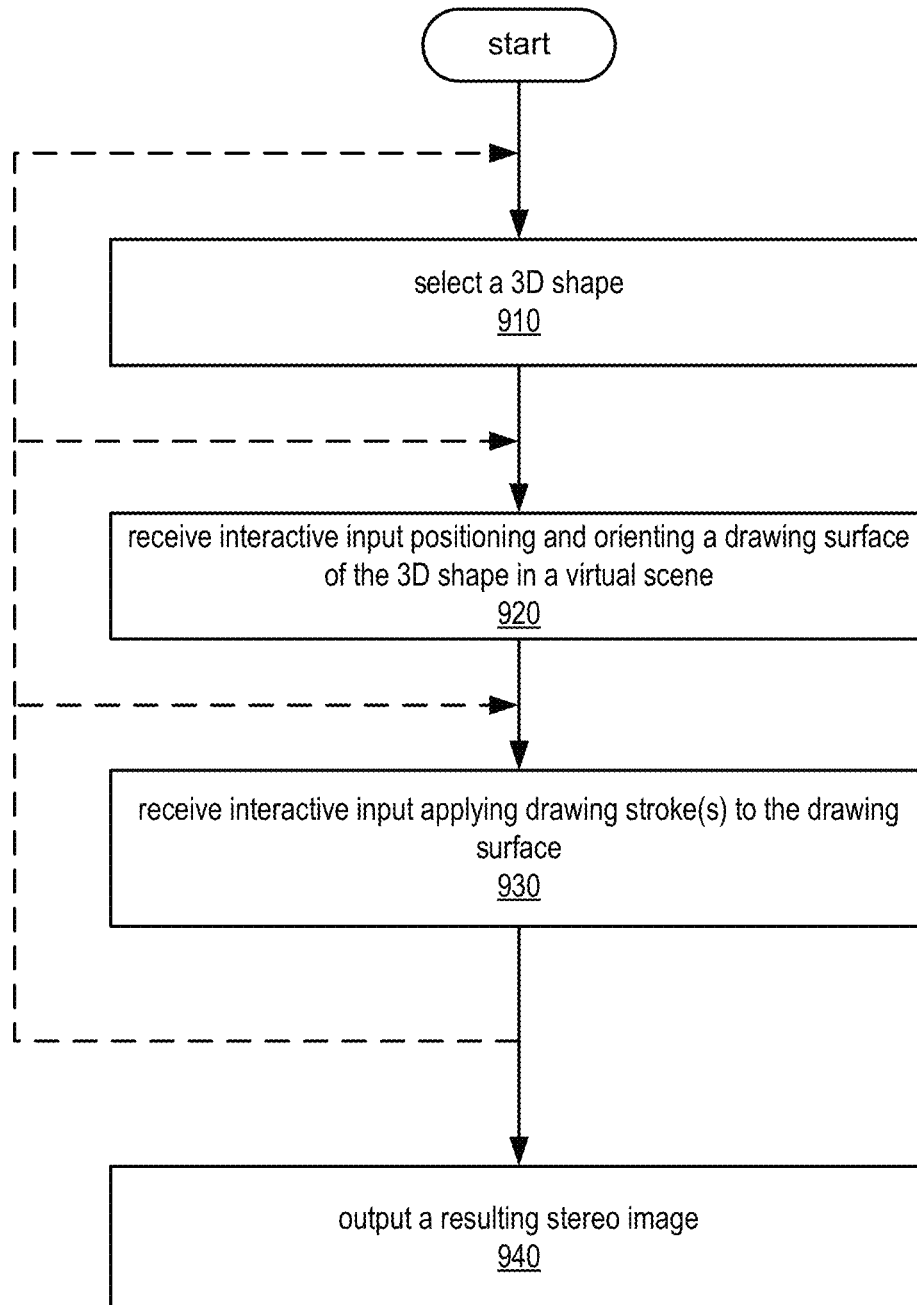 start
select a 3D shape
910
receive interactive input positioning and orienting a drawing surface
of the 3D shape in a virtual scene
920
receive interactive input applying drawing stroke(s) to the drawing
surface
930
output a resulting stereo image
940